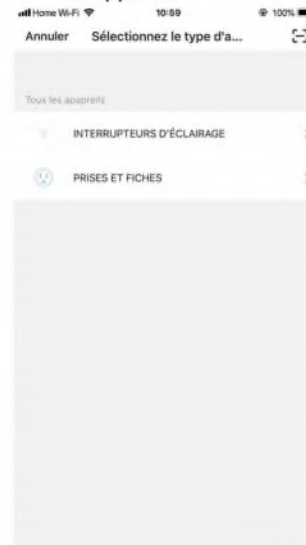 Home Wi-Fi 10:59 100%
Annuler Sélectionnez le type d'a...
Tous les appareils
INTERRUPTEURS D'ÉCLAIRAGE
PRISES ET FICHES